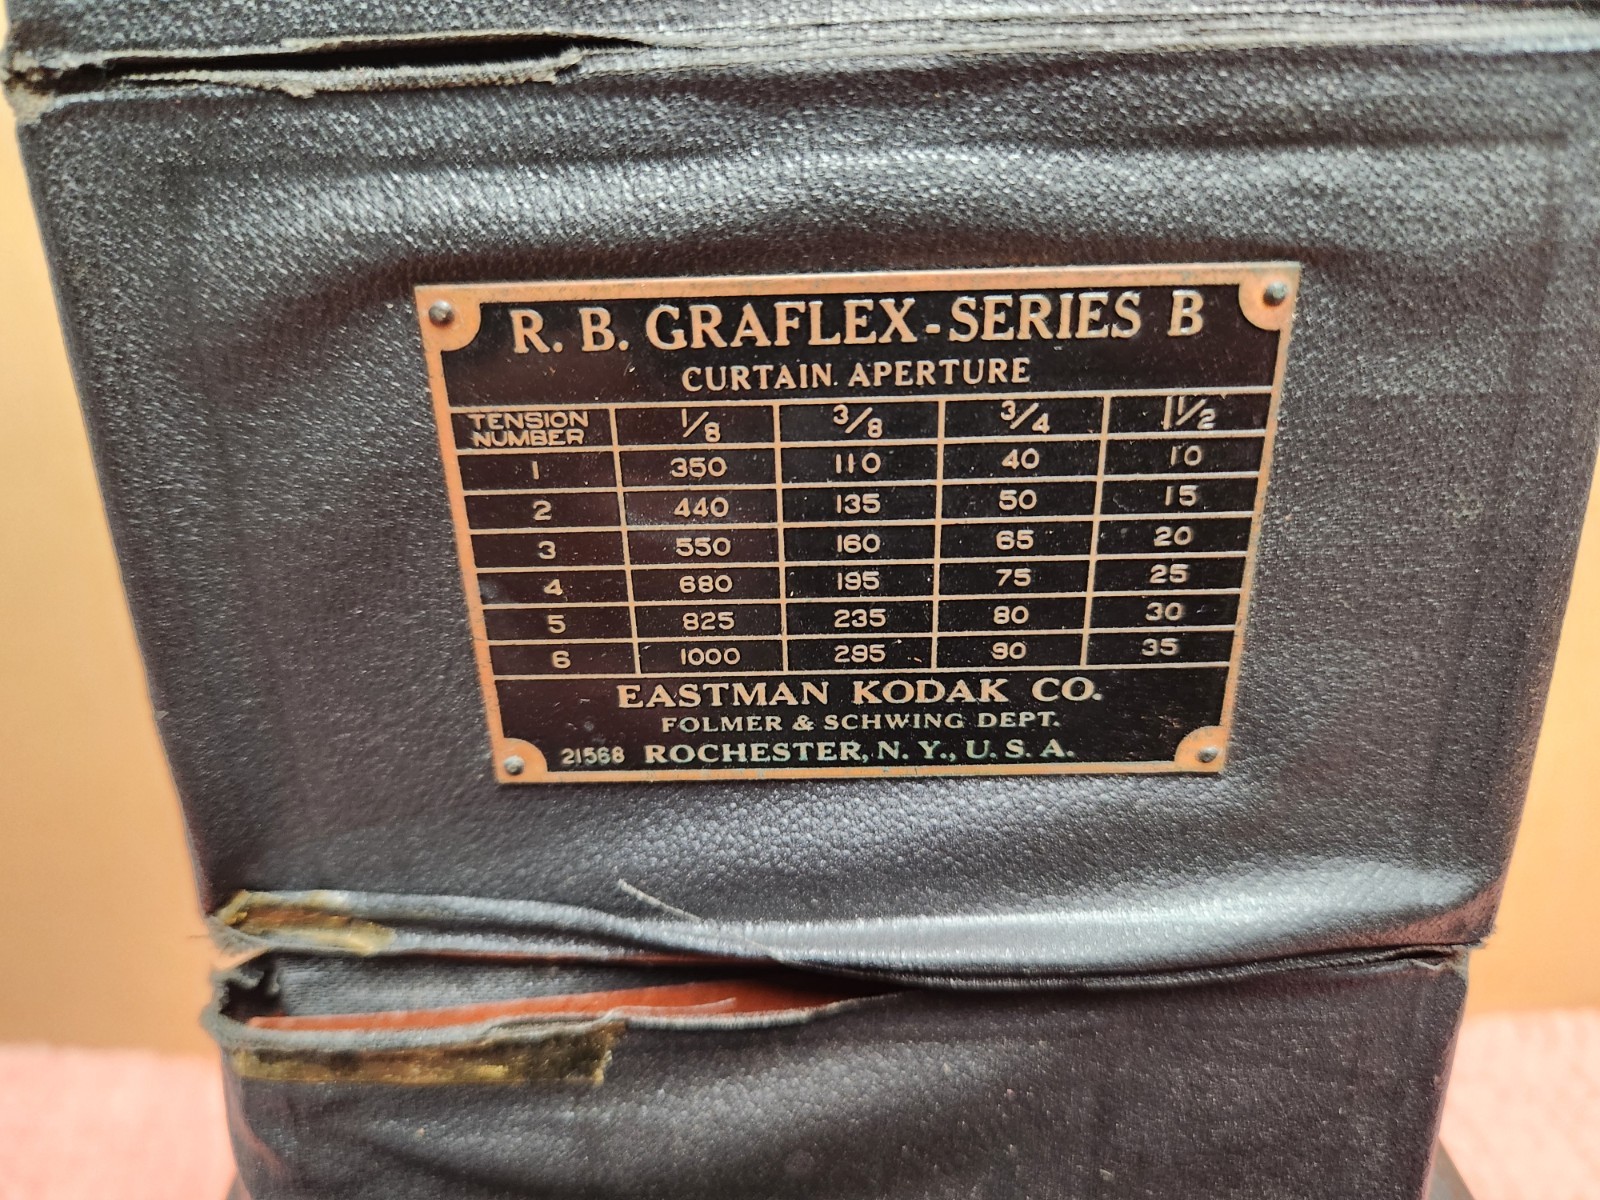 R. B. GRAFLEX-SERIES B
CURTAIN APERTURE
TENSION NUMBER 1/8 3/8 3/4 1 1/2
1 350 110 40 10
2 440 135 50 15
3 550 160 65 20
4 680 195 75 25
5 825 235 80 30
6 1000 295 90 35
EASTMAN KODAK CO.
FOLMER & SCHWING DEPT.
21568 ROCHESTER, N. Y., U. S. A.